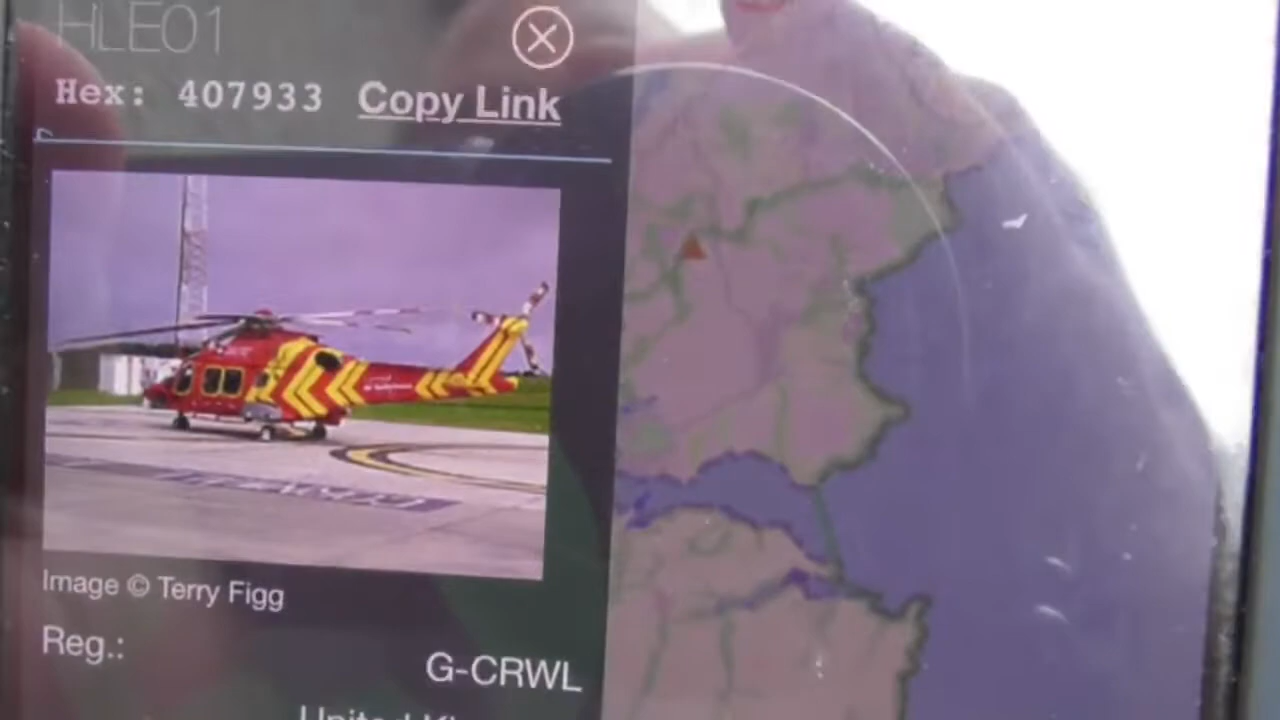 HLE01
Hex: 407933 Copy Link
Image © Terry Figg
Reg.:
G-CRWL